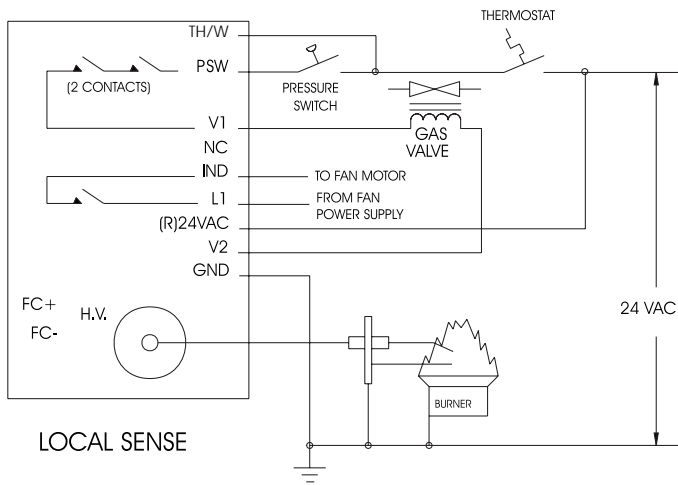 THERMOSTAT
TH/W
PSW
(2 CONTACTS)
PRESSURE
SWITCH
V1
GAS
VALVE
NC
IND
TO FAN MOTOR
L1
FROM FAN
POWER SUPPLY
(R)24VAC
V2
GND
24 VAC
FC+
H.V.
FC-
BURNER
LOCAL SENSE